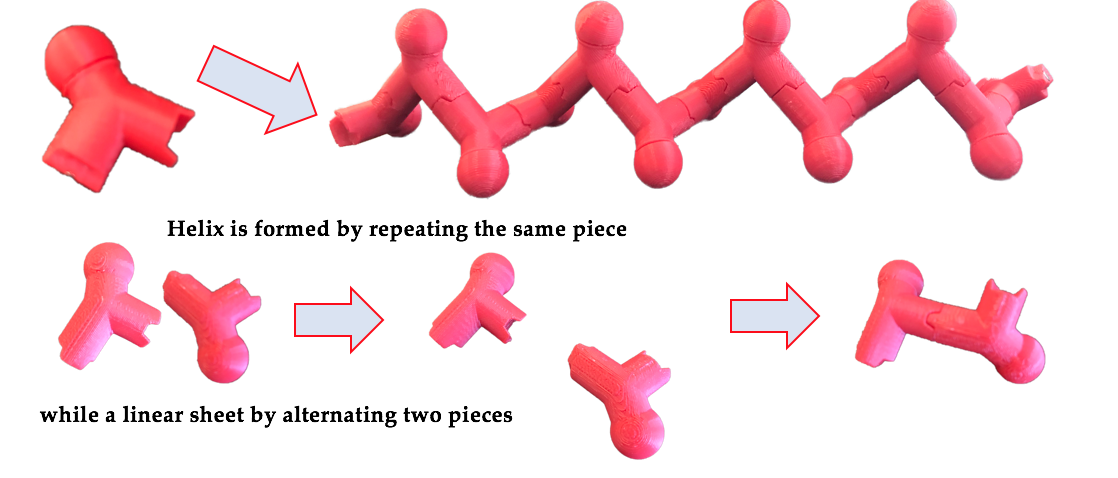 Helix is formed by repeating the same piece
while a linear sheet by alternating two pieces